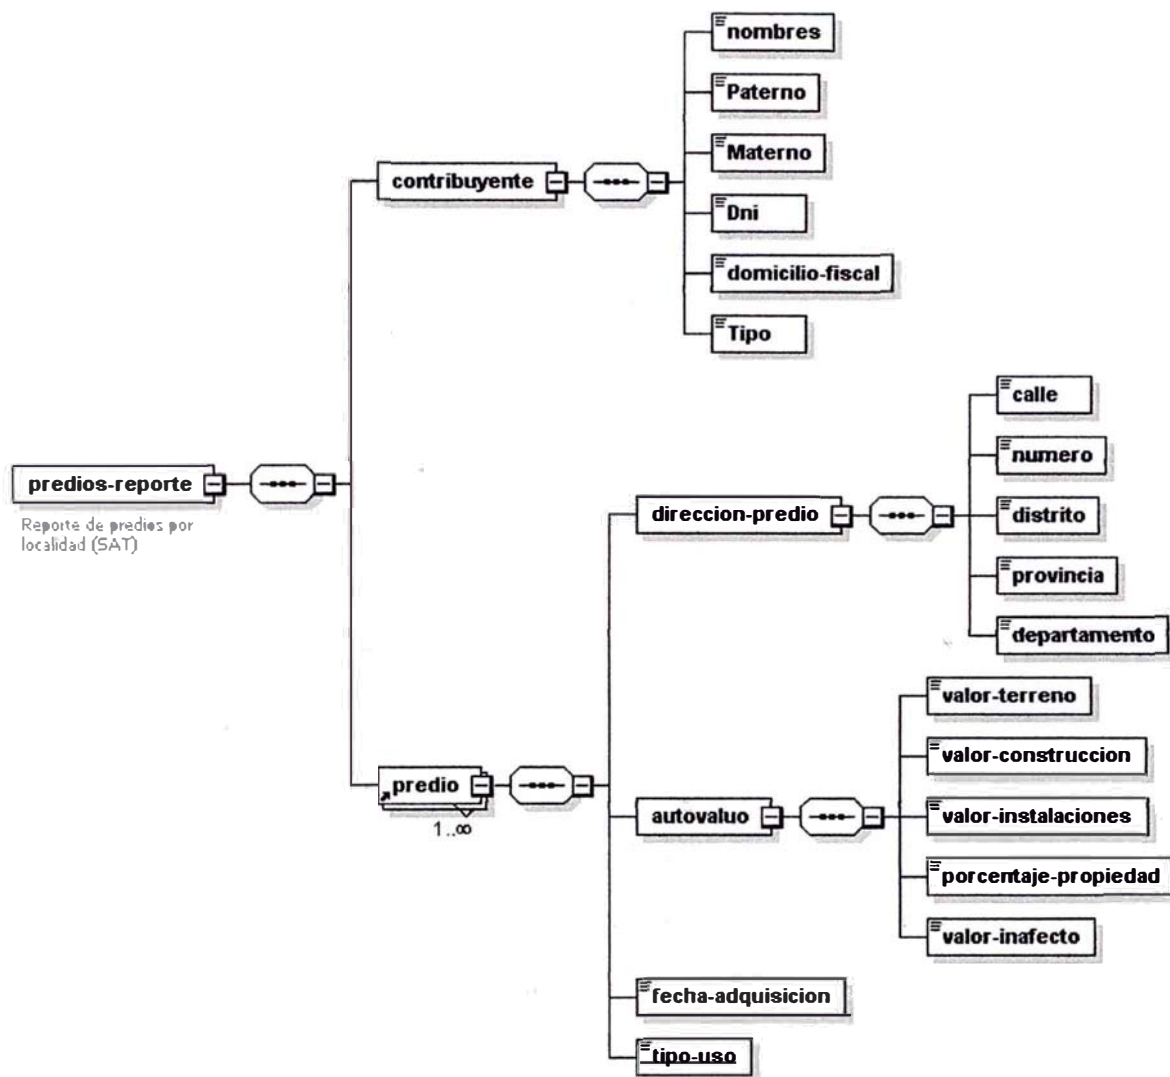 nombres
Paterno
Materno
contribuyente
Dni
domicilio-fiscal
Tipo
calle
numero
predios-reporte
Reporte de predios por
localidad (SAT)
direccion-predio
distrito
provincia
departamento
valor-terreno
valor-construccion
predio
1..∞
autovaluo
valor-instalaciones
porcentaje-propiedad
valor-inafecto
fecha-adquisicion
tipo-uso